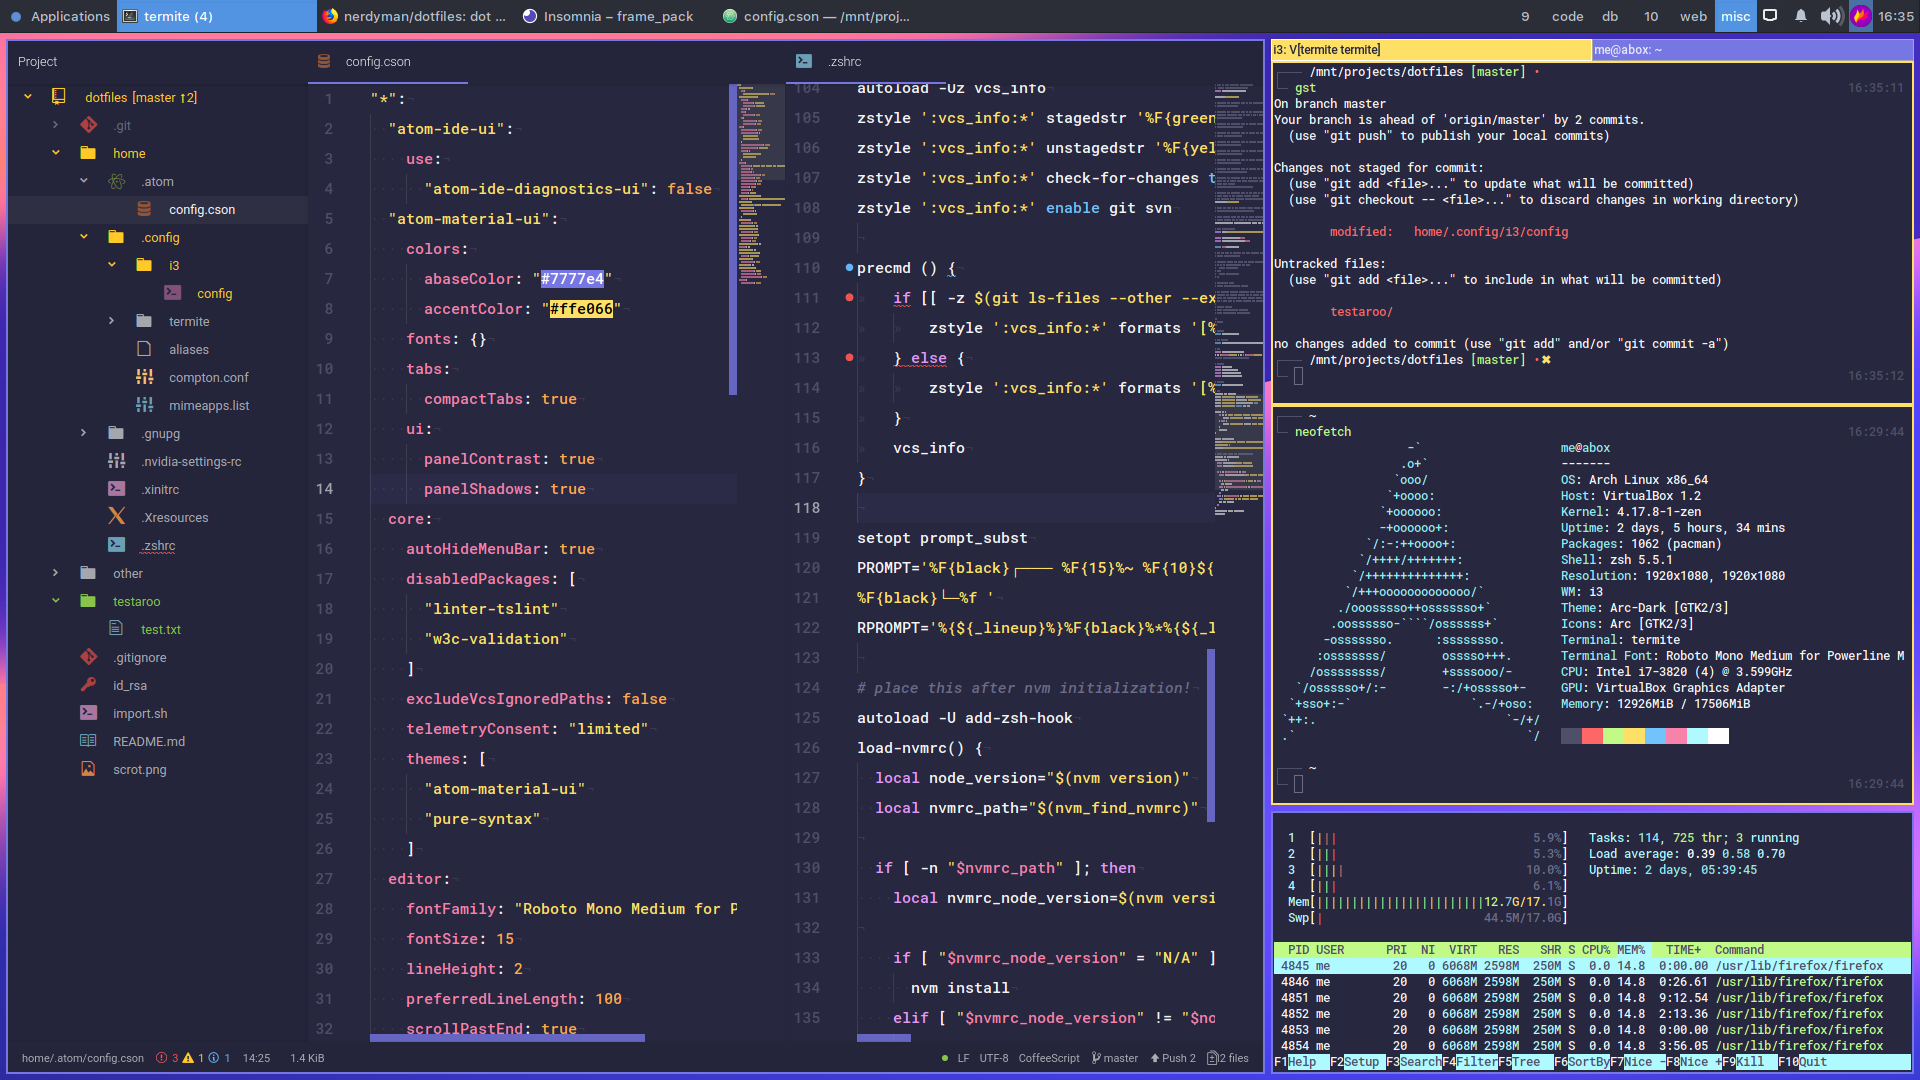 Applications
termite (4)
nerdyman/dotfiles: dot ...
Insomnia – frame_pack
config.cson — /mnt/proj...
9 code db 10 web misc
16:35
Project
dotfiles [master ↑2]
.git
home
.atom
config.cson
.config
i3
config
termite
aliases
compton.conf
mimeapps.list
.gnupg
.nvidia-settings-rc
.xinitrc
.Xresources
.zshrc
other
testaroo
test.txt
.gitignore
id_rsa
import.sh
README.md
scrot.png
config.cson
1 "*":
2 "atom-ide-ui":
3 use:
4 "atom-ide-diagnostics-ui": false
5 "atom-material-ui":
6 colors:
7 abaseColor: "#7777e4"
8 accentColor: "#ffe066"
9 fonts: {}
10 tabs:
11 compactTabs: true
12 ui:
13 panelContrast: true
14 panelShadows: true
15 core:
16 autoHideMenuBar: true
17 disabledPackages: [
18 "linter-tslint"
19 "w3c-validation"
20 ]
21 excludeVcsIgnoredPaths: false
22 telemetryConsent: "limited"
23 themes: [
24 "atom-material-ui"
25 "pure-syntax"
26 ]
27 editor:
28 fontFamily: "Roboto Mono Medium for P
29 fontSize: 15
30 lineHeight: 2
31 preferredLineLength: 100
32 scrollPastEnd: true
.zshrc
104 autoload -Uz vcs_info
105 zstyle ':vcs_info:*' stagedstr '%F{green
106 zstyle ':vcs_info:*' unstagedstr '%F{yel
107 zstyle ':vcs_info:*' check-for-changes t
108 zstyle ':vcs_info:*' enable git svn
109
110 precmd () {
111 if [[ -z $(git ls-files --other --ex
112 zstyle ':vcs_info:*' formats '[%
113 } else {
114 zstyle ':vcs_info:*' formats '[%
115 }
116 vcs_info
117 }
118
119 setopt prompt_subst
120 PROMPT='%F{black}┌─── %F{15}%~ %F{10}${
121 %F{black}└─%f '
122 RPROMPT='%{${_lineup}%}%F{black}%*%{${_l
123
124 # place this after nvm initialization!
125 autoload -U add-zsh-hook
126 load-nvmrc() {
127 local node_version="$(nvm version)"
128 local nvmrc_path="$(nvm_find_nvmrc)"
129
130 if [ -n "$nvmrc_path" ]; then
131 local nvmrc_node_version=$(nvm versi
132
133 if [ "$nvmrc_node_version" = "N/A" ]
134 nvm install
135 elif [ "$nvmrc_node_version" != "$no
home/.atom/config.cson 3 1 1 14:25 1.4 KiB
LF UTF-8 CoffeeScript master Push 2 2 files
i3: V[termite termite]
me@abox: ~
/mnt/projects/dotfiles [master] •
gst 16:35:11
On branch master
Your branch is ahead of 'origin/master' by 2 commits.
(use "git push" to publish your local commits)
Changes not staged for commit:
(use "git add <file>..." to update what will be committed)
(use "git checkout -- <file>..." to discard changes in working directory)
modified: home/.config/i3/config
Untracked files:
(use "git add <file>..." to include in what will be committed)
testaroo/
no changes added to commit (use "git add" and/or "git commit -a")
/mnt/projects/dotfiles [master] •✖
16:35:12
~
neofetch 16:29:44
-`
.o+`
`ooo/
`+oooo:
`+oooooo:
-+oooooo+:
`/:-:++oooo+:
`/++++/+++++++:
`/++++++++++++++:
`/+++ooooooooooooo/`
./ooosssso++osssssso+`
.oossssso-````/ossssss+`
-osssssso. :ssssssso.
:osssssss/ osssso+++.
/ossssssss/ +ssssooo/-
`/ossssso+/:- -:/+osssso+-
`+sso+:-` `.-/+oso:
`++:. `-/+/
.` `/
me@abox
-------
OS: Arch Linux x86_64
Host: VirtualBox 1.2
Kernel: 4.17.8-1-zen
Uptime: 2 days, 5 hours, 34 mins
Packages: 1062 (pacman)
Shell: zsh 5.5.1
Resolution: 1920x1080, 1920x1080
WM: i3
Theme: Arc-Dark [GTK2/3]
Icons: Arc [GTK2/3]
Terminal: termite
Terminal Font: Roboto Mono Medium for Powerline M
CPU: Intel i7-3820 (4) @ 3.599GHz
GPU: VirtualBox Graphics Adapter
Memory: 12926MiB / 17506MiB
~
16:29:44
1 [||| 5.9%]
2 [||| 5.3%]
3 [|||| 10.0%]
4 [||| 6.1%]
Mem[||||||||||||||||||||||||12.7G/17.1G]
Swp[| 44.5M/17.0G]
Tasks: 114, 725 thr; 3 running
Load average: 0.39 0.58 0.70
Uptime: 2 days, 05:39:45
PID USER PRI NI VIRT RES SHR S CPU% MEM% TIME+ Command
4845 me 20 0 6068M 2598M 250M S 0.0 14.8 0:00.00 /usr/lib/firefox/firefox
4846 me 20 0 6068M 2598M 250M S 0.0 14.8 0:26.61 /usr/lib/firefox/firefox
4851 me 20 0 6068M 2598M 250M S 0.0 14.8 9:12.54 /usr/lib/firefox/firefox
4852 me 20 0 6068M 2598M 250M S 0.0 14.8 2:13.36 /usr/lib/firefox/firefox
4853 me 20 0 6068M 2598M 250M S 0.0 14.8 0:00.00 /usr/lib/firefox/firefox
4854 me 20 0 6068M 2598M 250M S 0.0 14.8 3:56.05 /usr/lib/firefox/firefox
F1Help F2Setup F3SearchF4FilterF5Tree F6SortByF7Nice -F8Nice +F9Kill F10Quit